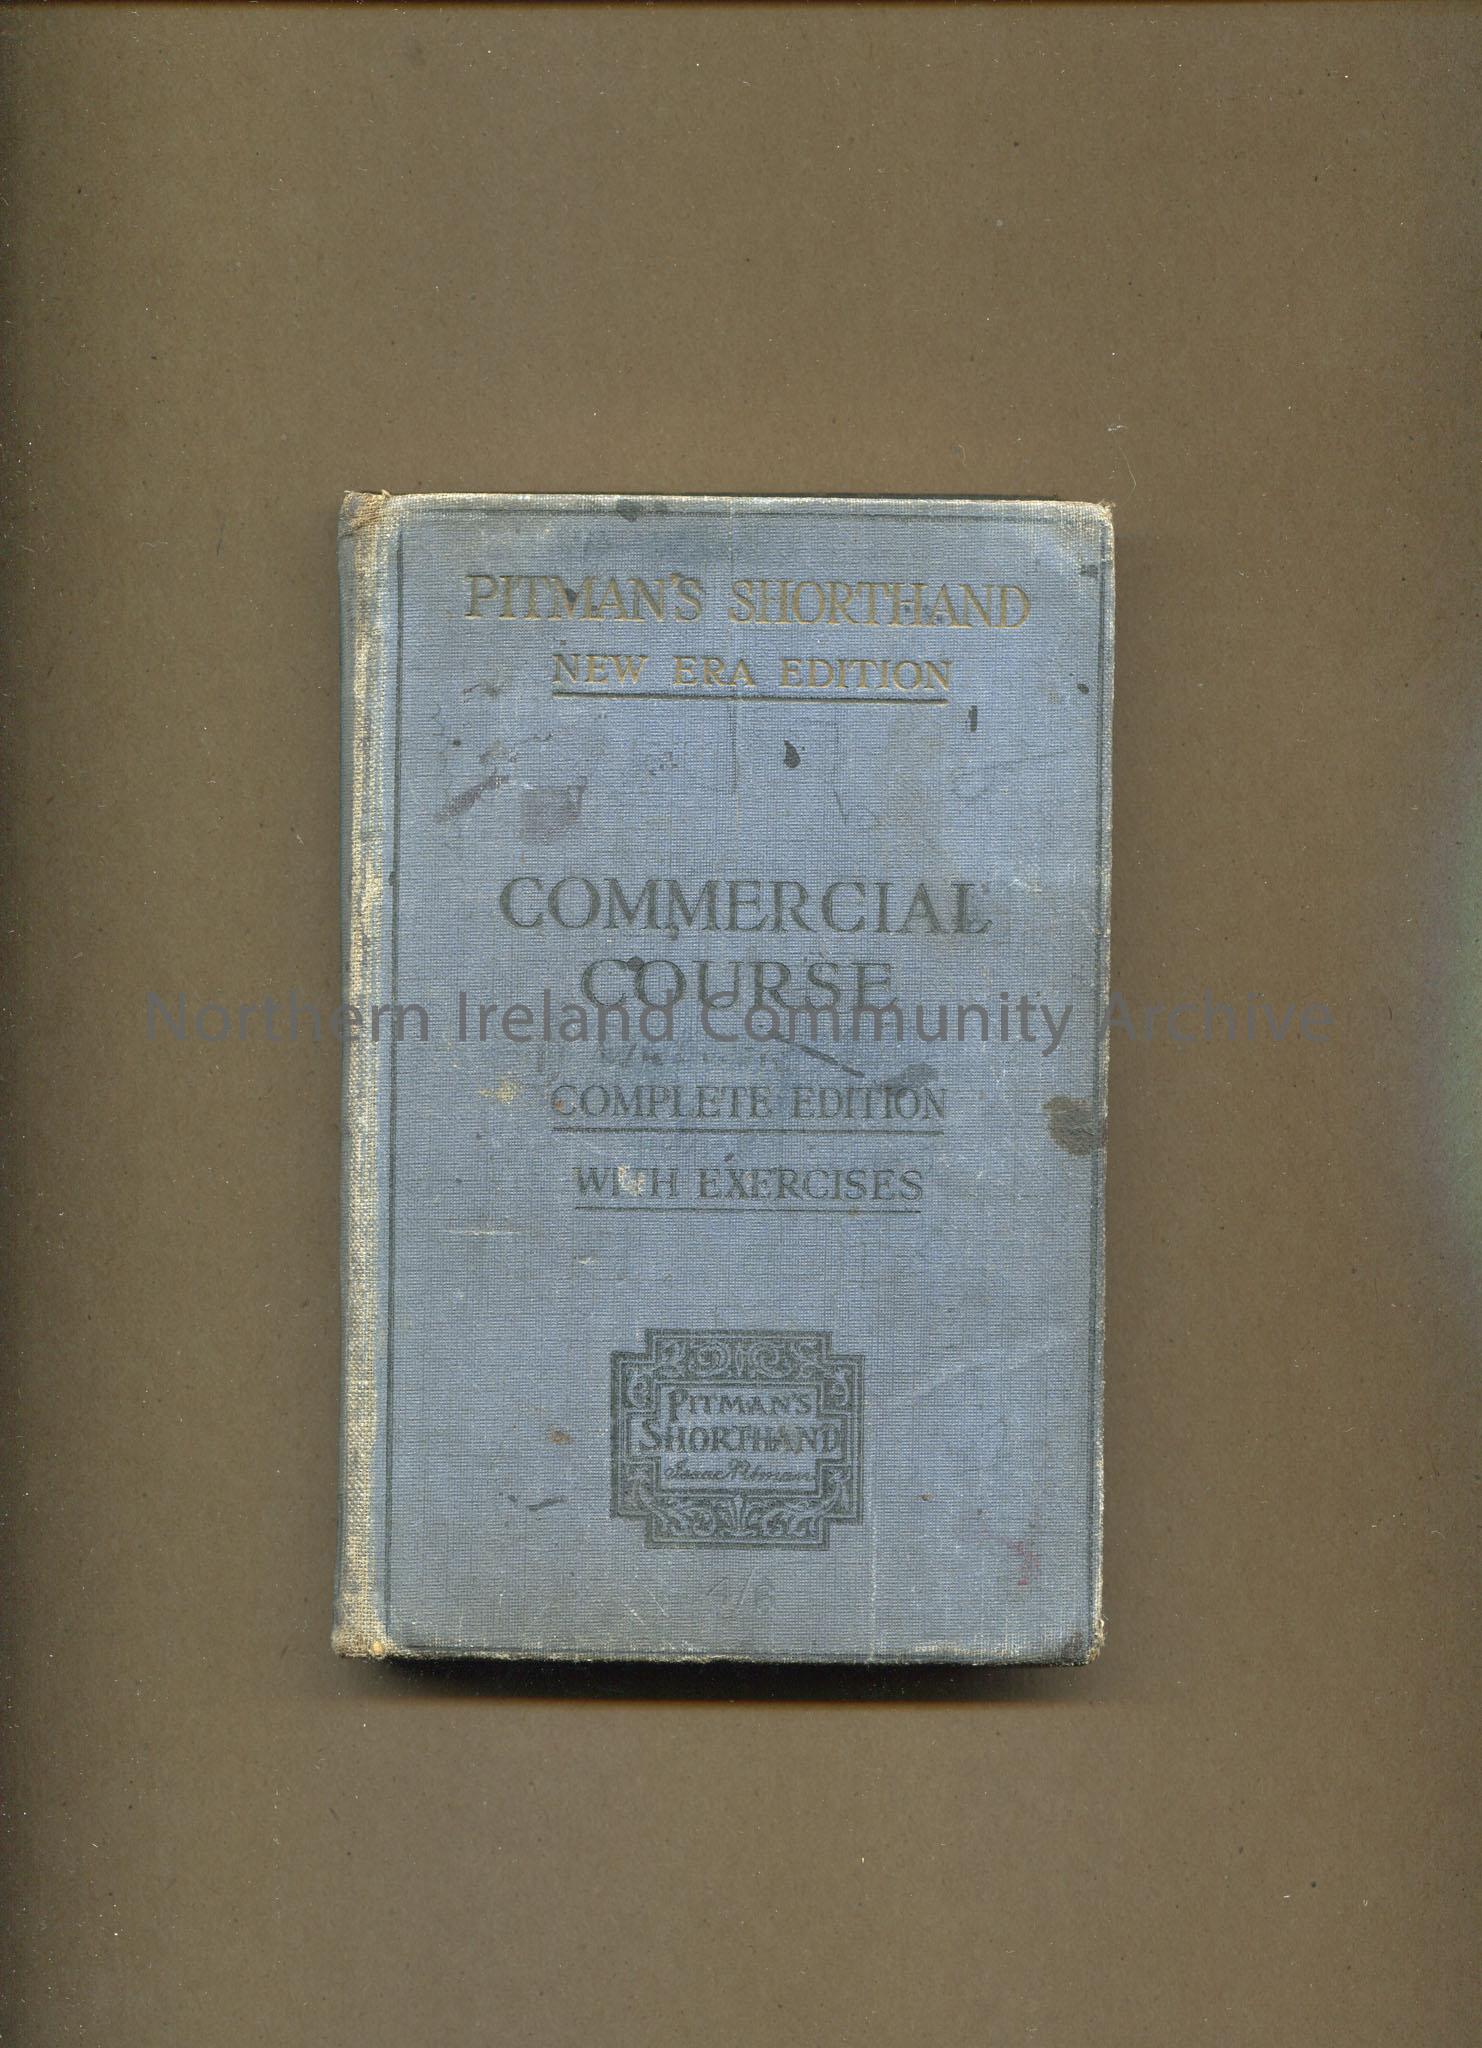 PITMAN'S SHORTHAND
NEW ERA EDITION
COMMERCIAL
COURSE
Northern Ireland Community Archive
COMPLETE EDITION
WITH EXERCISES
PITMAN'S
SHORTHAND
Isaac Pitman
4/6